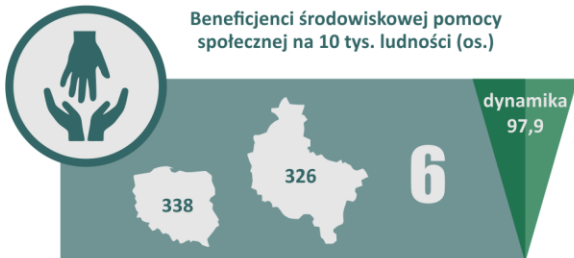 Beneficjenci środowiskowej pomocy
społecznej na 10 tys. ludności (os.)
dynamika
97,9
338
326
6